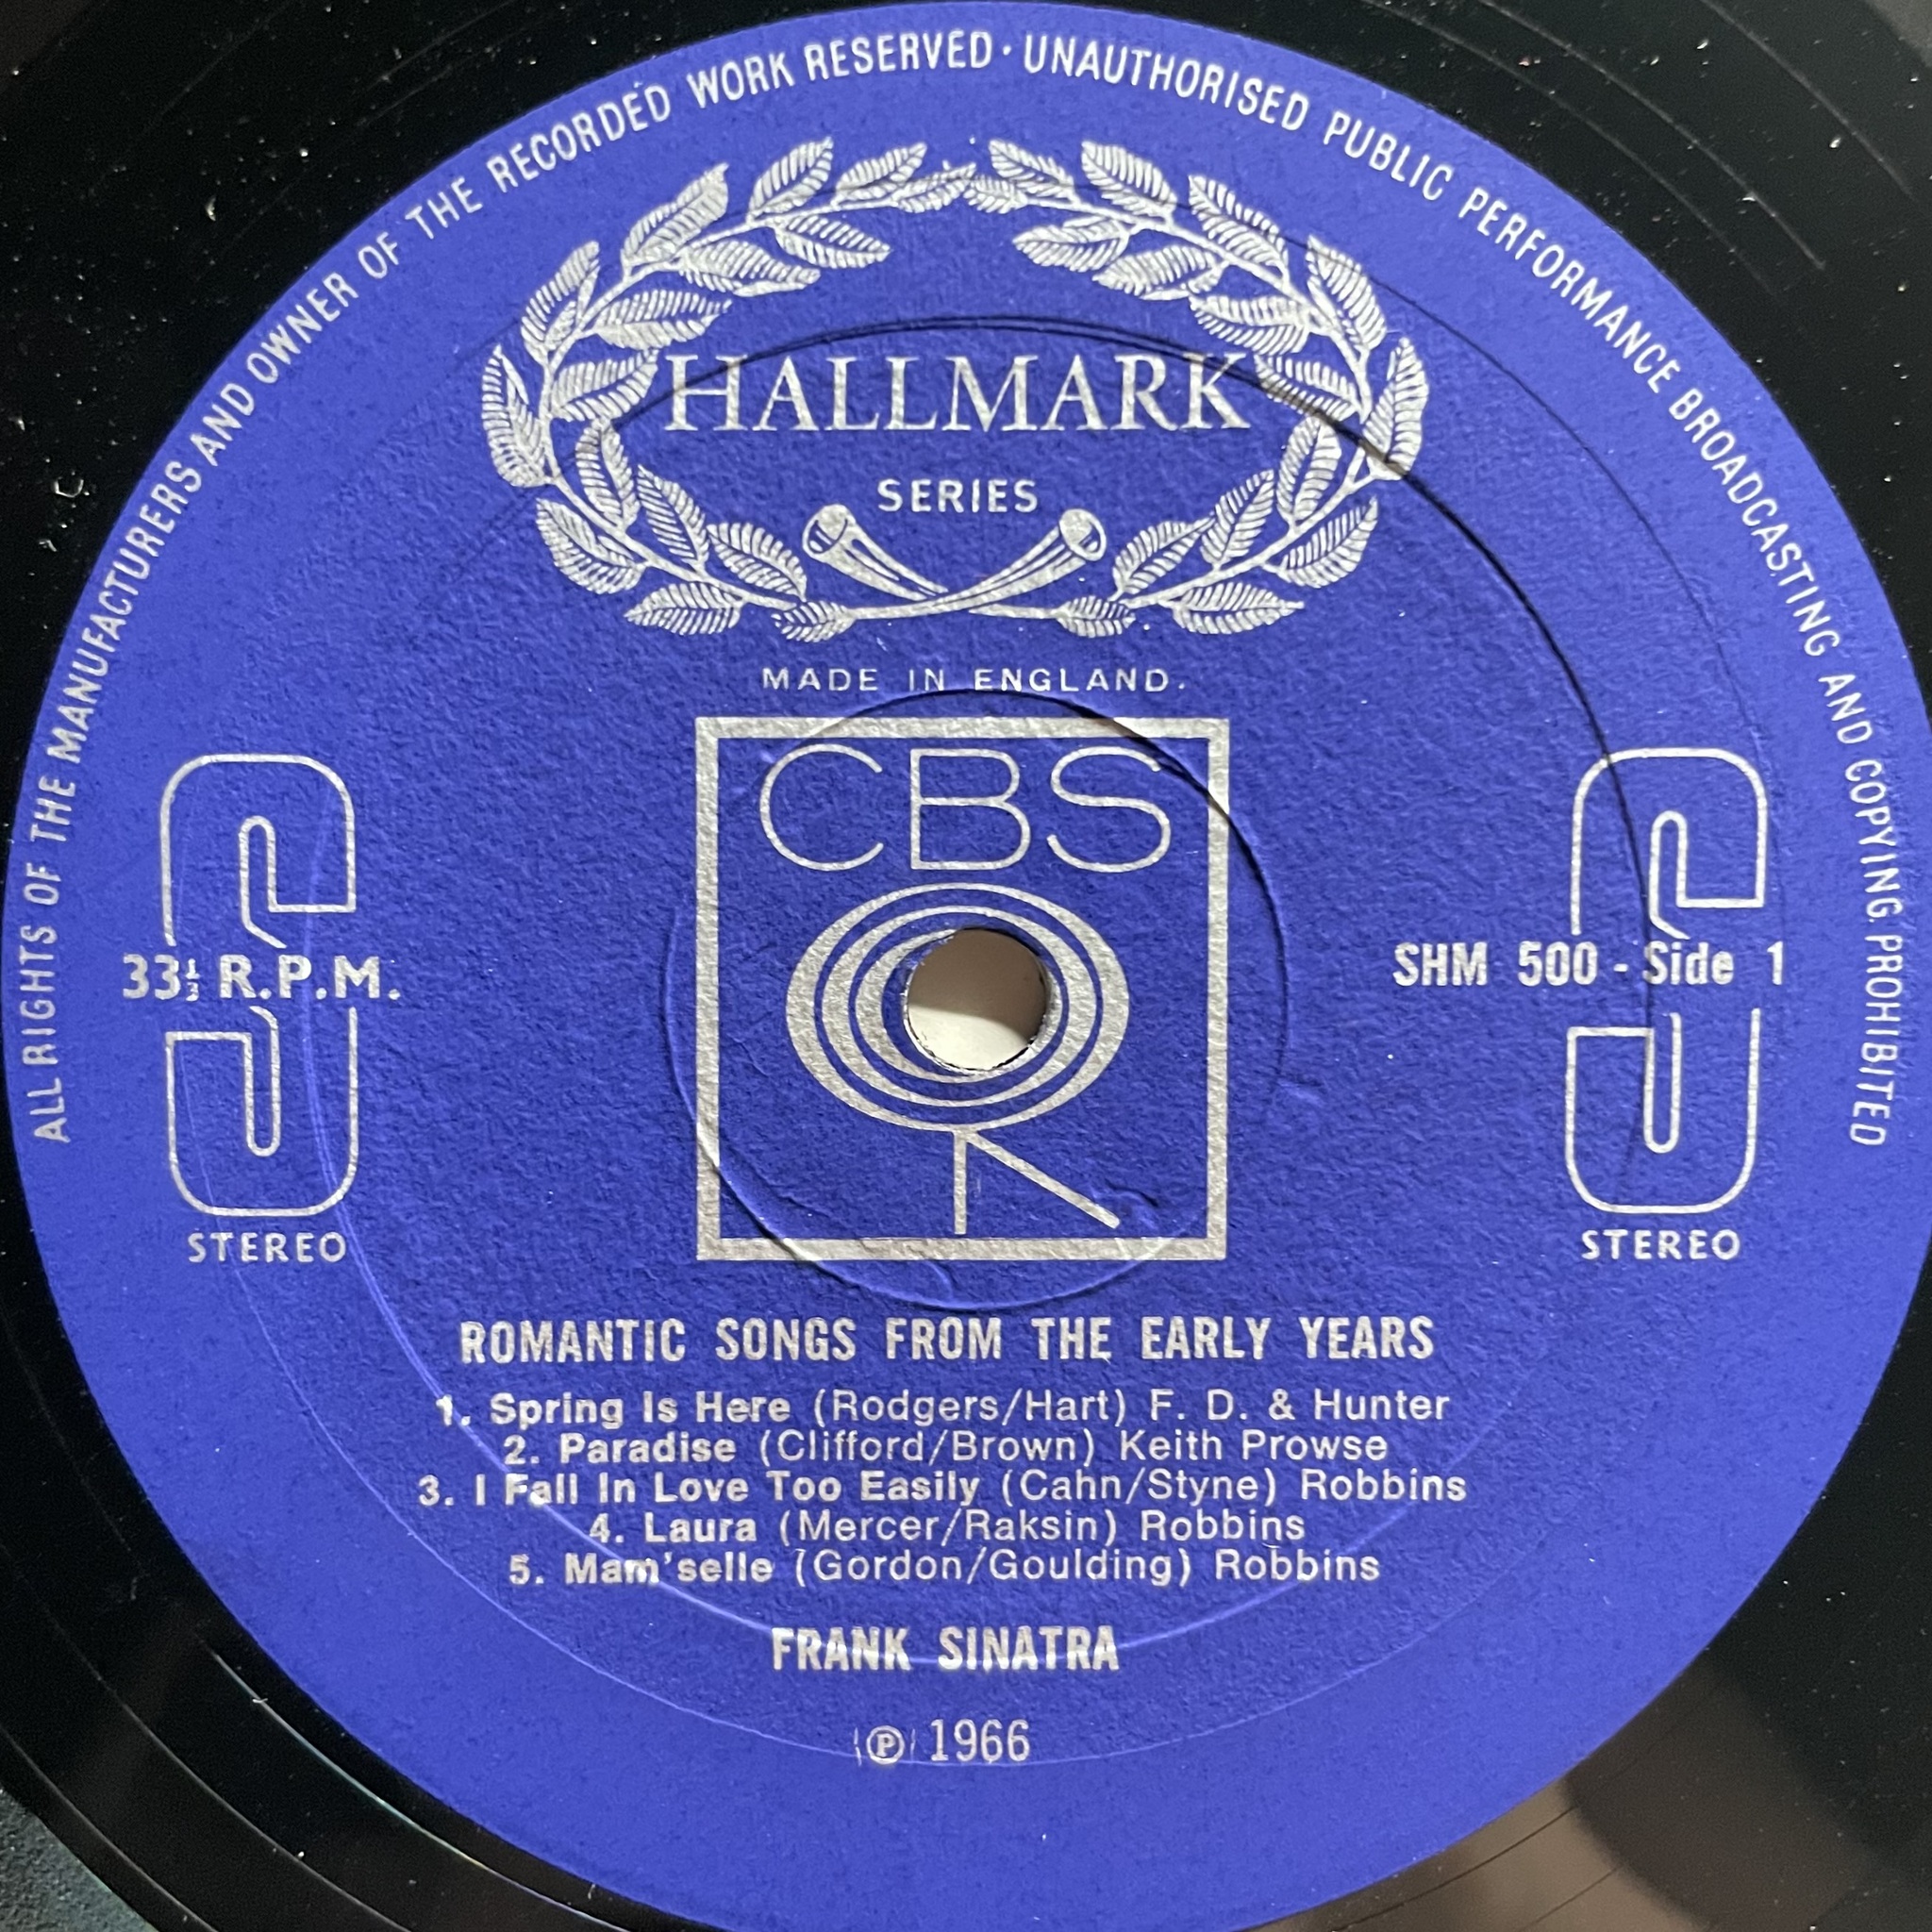 ALL RIGHTS OF THE MANUFACTURERS AND OWNER OF THE RECORDED WORK RESERVED · UNAUTHORISED PUBLIC PERFORMANCE BROADCASTING AND COPYING PROHIBITED
HALLMARK
SERIES
MADE IN ENGLAND.
CBS
S
33⅓ R.P.M.
STEREO
S
SHM 500 - Side 1
STEREO
ROMANTIC SONGS FROM THE EARLY YEARS
1. Spring Is Here (Rodgers/Hart) F. D. & Hunter
2. Paradise (Clifford/Brown) Keith Prowse
3. I Fall In Love Too Easily (Cahn/Styne) Robbins
4. Laura (Mercer/Raksin) Robbins
5. Mam'selle (Gordon/Goulding) Robbins
FRANK SINATRA
℗ 1966